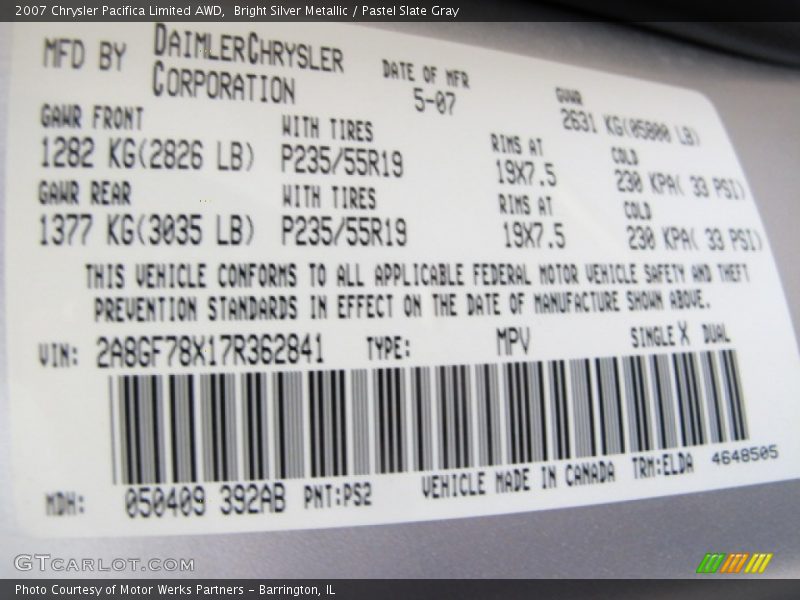 2007 Chrysler Pacifica Limited AWD,  Bright Silver Metallic / Pastel Slate Gray
MFD BY DAIMLERCHRYSLER CORPORATION
DATE OF MFR 5-07
GVWR 2631 KG(05800 LB)
GAWR FRONT WITH TIRES RIMS AT COLD
1282 KG(2826 LB) P235/55R19 19X7.5 230 KPA( 33 PSI)
GAWR REAR WITH TIRES RIMS AT COLD
1377 KG(3035 LB) P235/55R19 19X7.5 230 KPA( 33 PSI)
THIS VEHICLE CONFORMS TO ALL APPLICABLE FEDERAL MOTOR VEHICLE SAFETY AND THEFT
PREVENTION STANDARDS IN EFFECT ON THE DATE OF MANUFACTURE SHOWN ABOVE.
VIN: 2A8GF78X17R362841 TYPE: MPV SINGLE X DUAL
MDH: 050409 392AB PNT:PS2 VEHICLE MADE IN CANADA TRM:ELDA 4648505
GTCARLOT.COM
Photo Courtesy of Motor Werks Partners – Barrington, IL